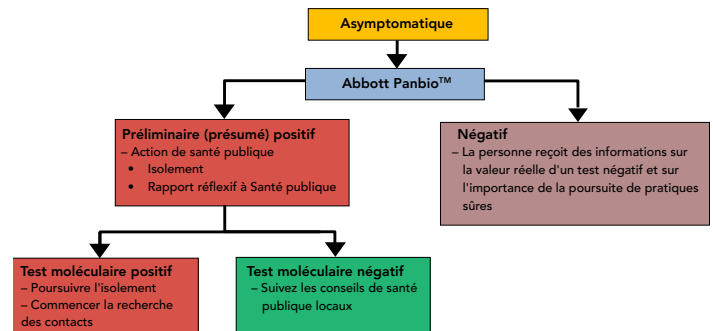 Asymptomatique
Abbott Panbio™
Préliminaire (présumé) positif
– Action de santé publique
• Isolement
• Rapport réflexif à Santé publique
Négatif
– La personne reçoit des informations sur
la valeur réelle d'un test négatif et sur
l'importance de la poursuite de pratiques
sûres
Test moléculaire positif
– Poursuivre l'isolement
– Commencer la recherche
des contacts
Test moléculaire négatif
– Suivez les conseils de santé
publique locaux